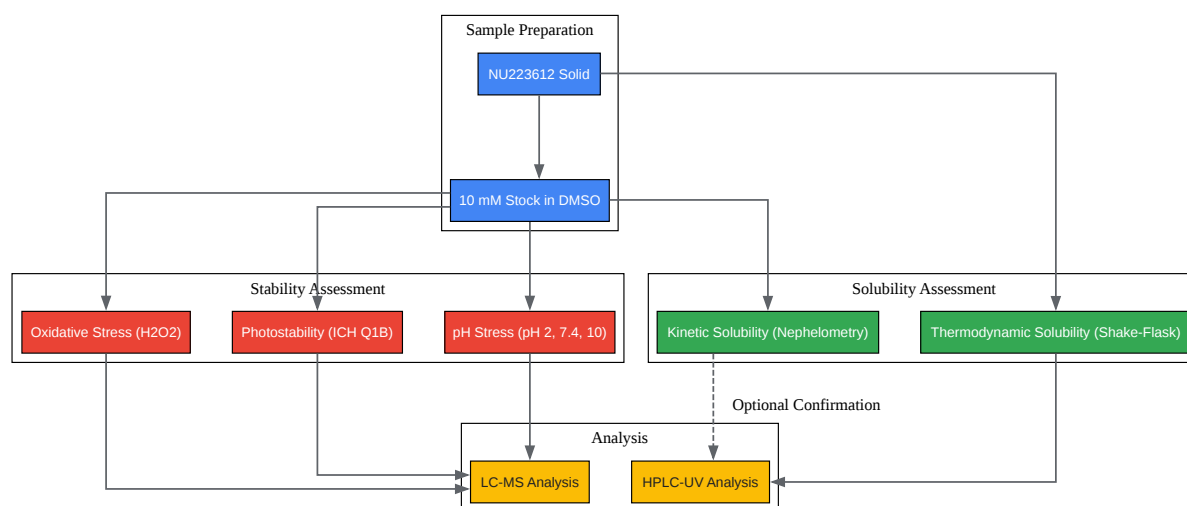 Sample Preparation
NU223612 Solid
10 mM Stock in DMSO
Stability Assessment
Solubility Assessment
Oxidative Stress (H2O2)
Photostability (ICH Q1B)
pH Stress (pH 2, 7.4, 10)
Kinetic Solubility (Nephelometry)
Thermodynamic Solubility (Shake-Flask)
Optional Confirmation
Analysis
LC-MS Analysis
HPLC-UV Analysis